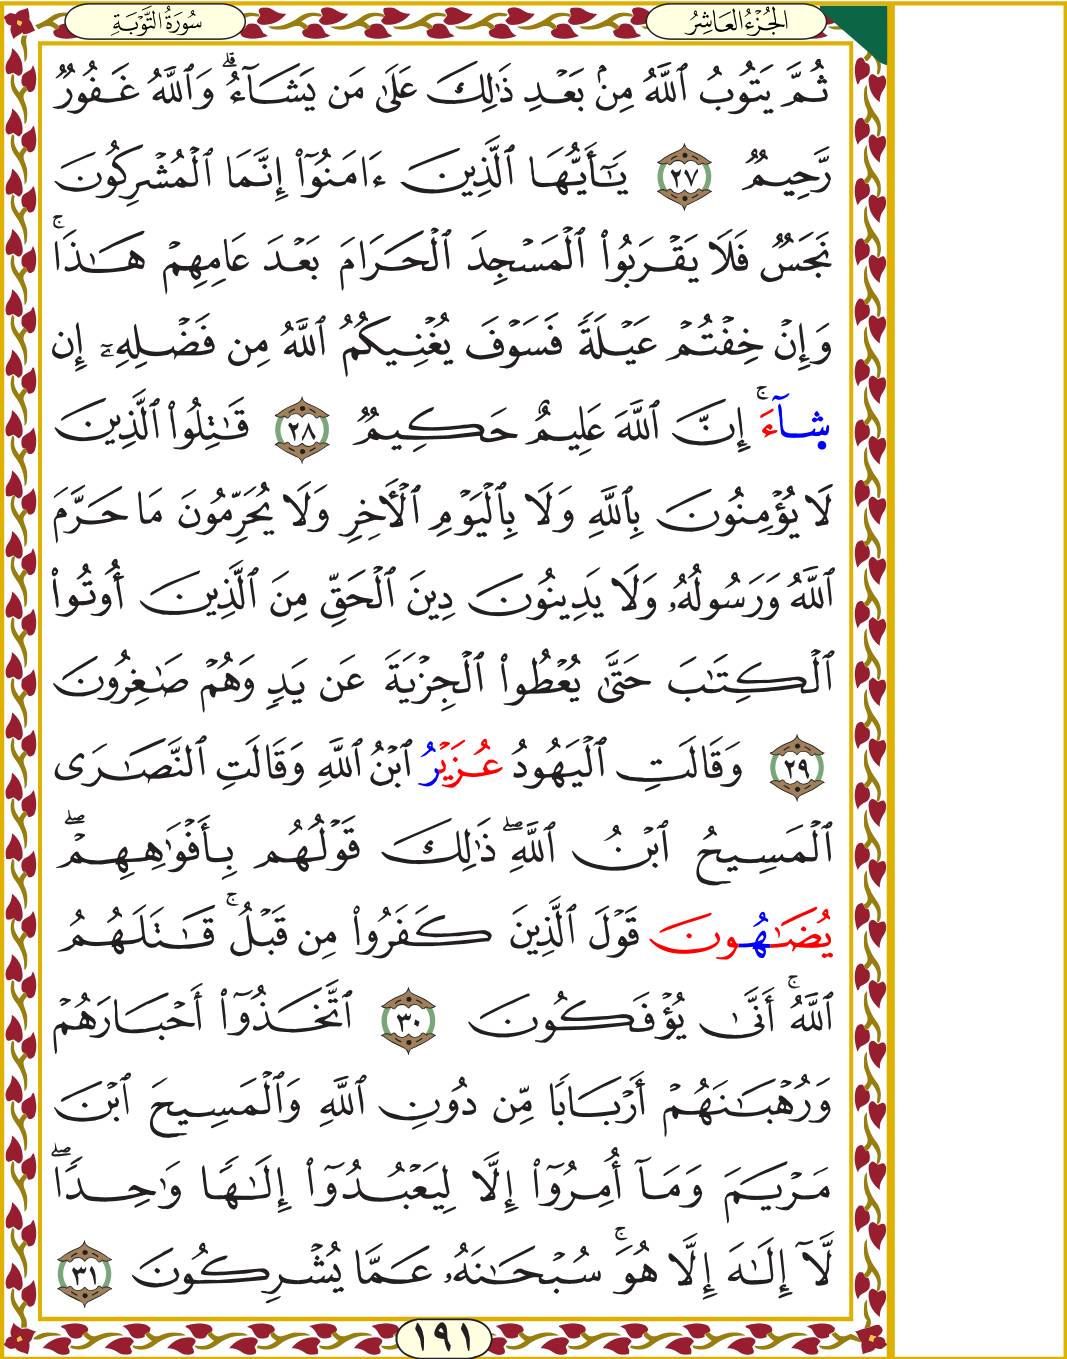 الجُزْءُ العَاشِرُ
سُورَةُ التَّوْبَةِ
ثُمَّ يَتُوبُ ٱللَّهُ مِنۢ بَعْدِ ذَٰلِكَ عَلَىٰ مَن يَشَآءُۗ وَٱللَّهُ غَفُورٌ
رَّحِيمٌ ٢٧ يَٰٓأَيُّهَا ٱلَّذِينَ ءَامَنُوٓاْ إِنَّمَا ٱلْمُشْرِكُونَ
نَجَسٌ فَلَا يَقْرَبُواْ ٱلْمَسْجِدَ ٱلْحَرَامَ بَعْدَ عَامِهِمْ هَٰذَاۚ
وَإِنْ خِفْتُمْ عَيْلَةً فَسَوْفَ يُغْنِيكُمُ ٱللَّهُ مِن فَضْلِهِۦٓ إِن
شَآءَۚ إِنَّ ٱللَّهَ عَلِيمٌ حَكِيمٌ ٢٨ قَٰتِلُواْ ٱلَّذِينَ
لَا يُؤْمِنُونَ بِٱللَّهِ وَلَا بِٱلْيَوْمِ ٱلْأَخِرِ وَلَا يُحَرِّمُونَ مَا حَرَّمَ
ٱللَّهُ وَرَسُولُهُۥ وَلَا يَدِينُونَ دِينَ ٱلْحَقِّ مِنَ ٱلَّذِينَ أُوتُواْ
ٱلْكِتَٰبَ حَتَّىٰ يُعْطُواْ ٱلْجِزْيَةَ عَن يَدٍ وَهُمْ صَٰغِرُونَ
٢٩ وَقَالَتِ ٱلْيَهُودُ عُزَيْرُ ٱبْنُ ٱللَّهِ وَقَالَتِ ٱلنَّصَٰرَى
ٱلْمَسِيحُ ٱبْنُ ٱللَّهِۖ ذَٰلِكَ قَوْلُهُم بِأَفْوَٰهِهِمْۖ
يُضَٰهُونَ قَوْلَ ٱلَّذِينَ كَفَرُواْ مِن قَبْلُۚ قَٰتَلَهُمُ
ٱللَّهُۚ أَنَّىٰ يُؤْفَكُونَ ٣٠ ٱتَّخَذُوٓاْ أَحْبَارَهُمْ
وَرُهْبَٰنَهُمْ أَرْبَابًا مِّن دُونِ ٱللَّهِ وَٱلْمَسِيحَ ٱبْنَ
مَرْيَمَ وَمَآ أُمِرُوٓاْ إِلَّا لِيَعْبُدُوٓاْ إِلَٰهًا وَٰحِدًاۖ
لَّآ إِلَٰهَ إِلَّا هُوَۚ سُبْحَٰنَهُۥ عَمَّا يُشْرِكُونَ ٣١
١٩١